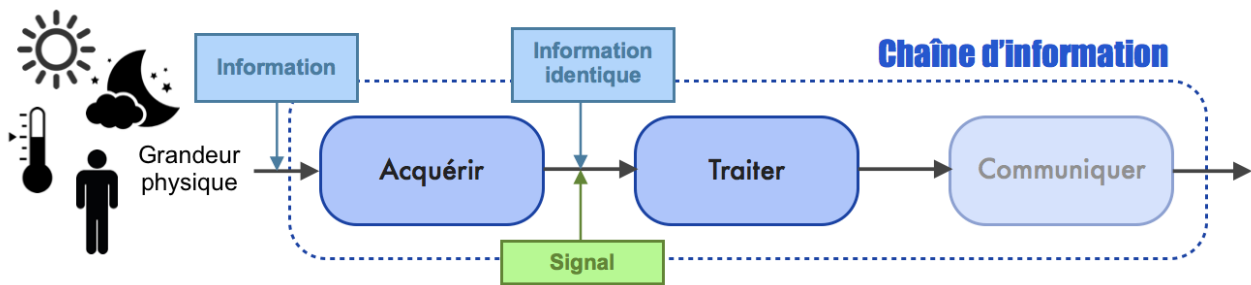 Chaîne d'information
Information
Information
identique
Grandeur
physique
Acquérir
Traiter
Communiquer
Signal